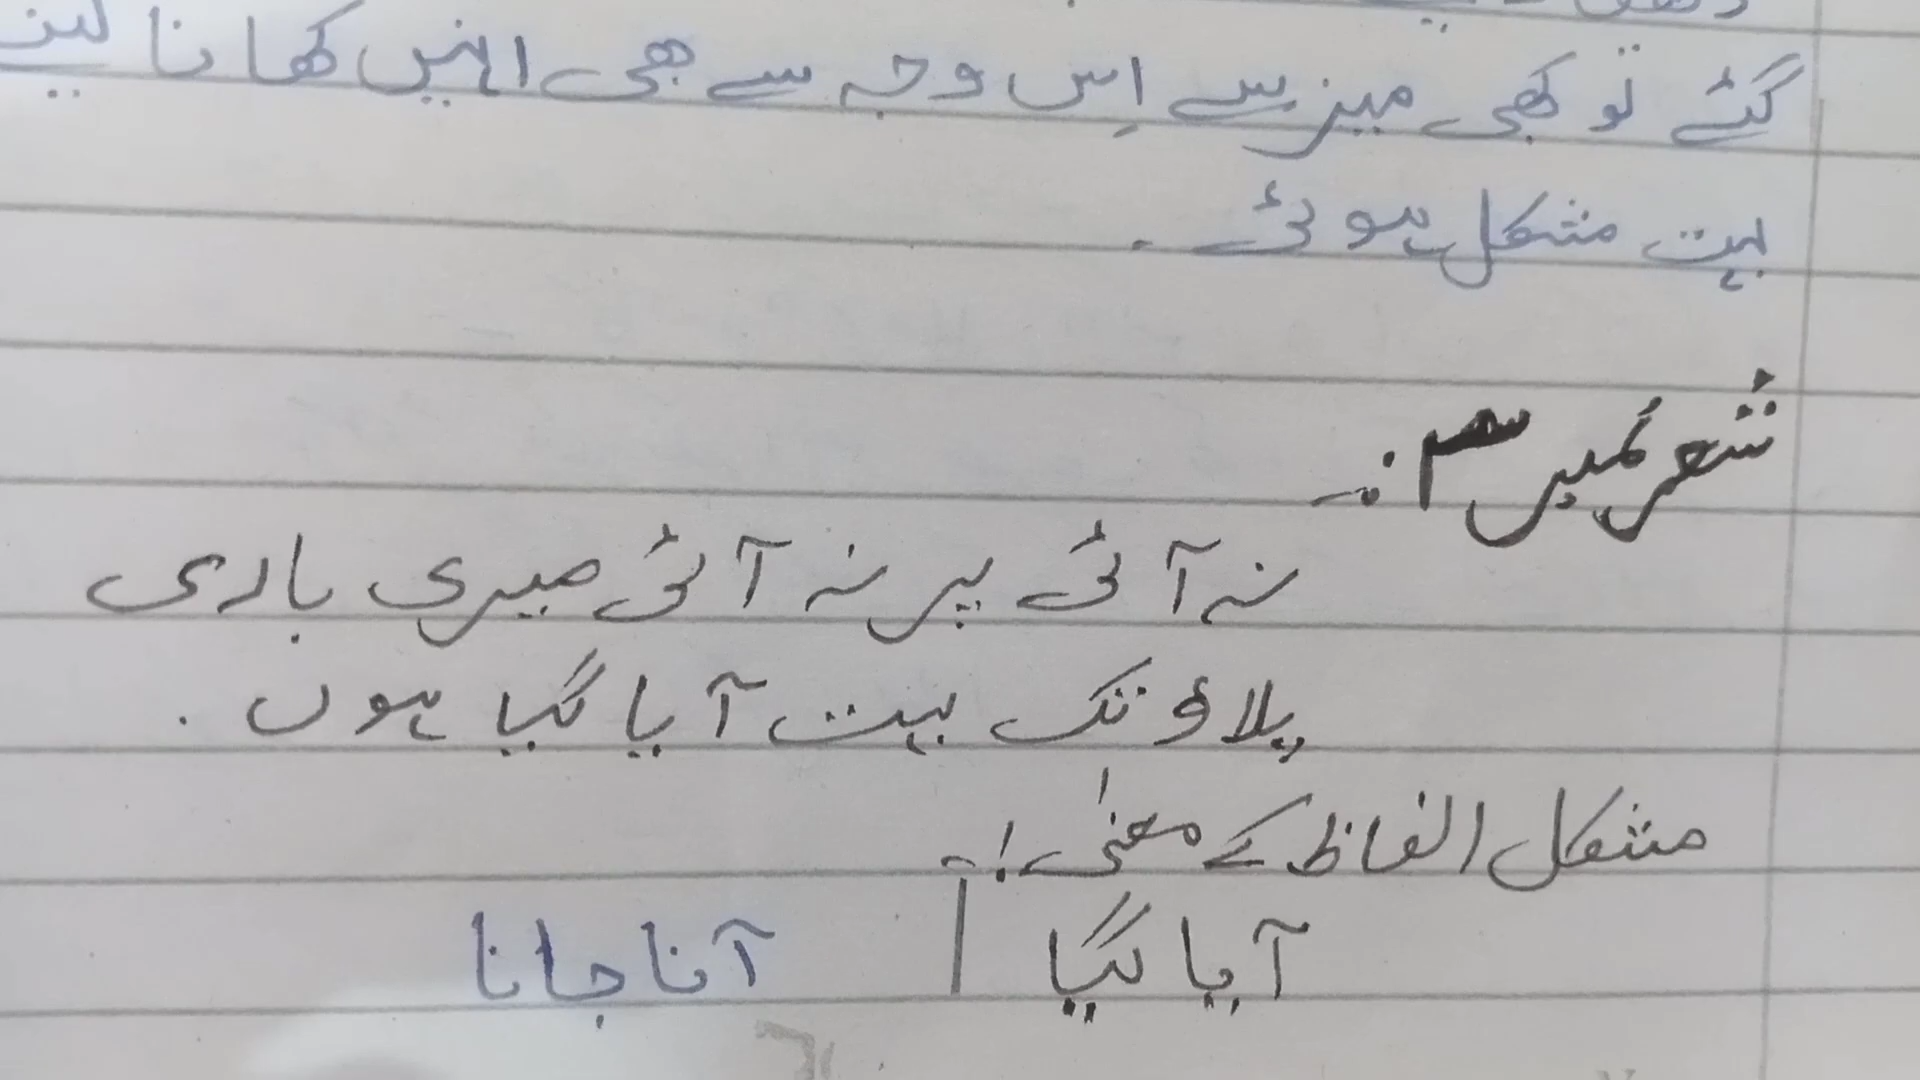 گئے تو کبھی میز سے اِس وجہ سے بھی انہیں کھانا لینے
بہت مشکل ہوئی۔
شعر نمبر ۳:۔
نہ آئی پر نہ آئی میری باری
پلاؤ تک بہت آیا گیا ہوں۔
مشکل الفاظ کے معنیٰ:۔
آیا گیا | آنا جانا